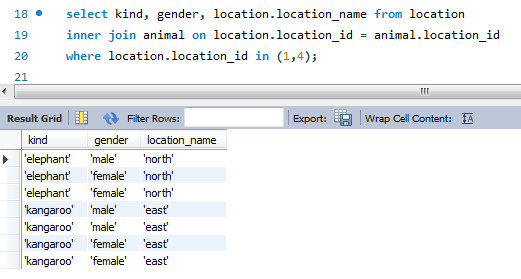 18 select kind, gender, location.location_name from location
19 inner join animal on location.location_id = animal.location_id
20 where location.location_id in (1,4);
21
Result Grid Filter Rows: Export: Wrap Cell Content: IA
kind gender location_name
'elephant' 'male' 'north'
'elephant' 'female' 'north'
'elephant' 'female' 'north'
'kangaroo' 'male' 'east'
'kangaroo' 'male' 'east'
'kangaroo' 'female' 'east'
'kangaroo' 'female' 'east'